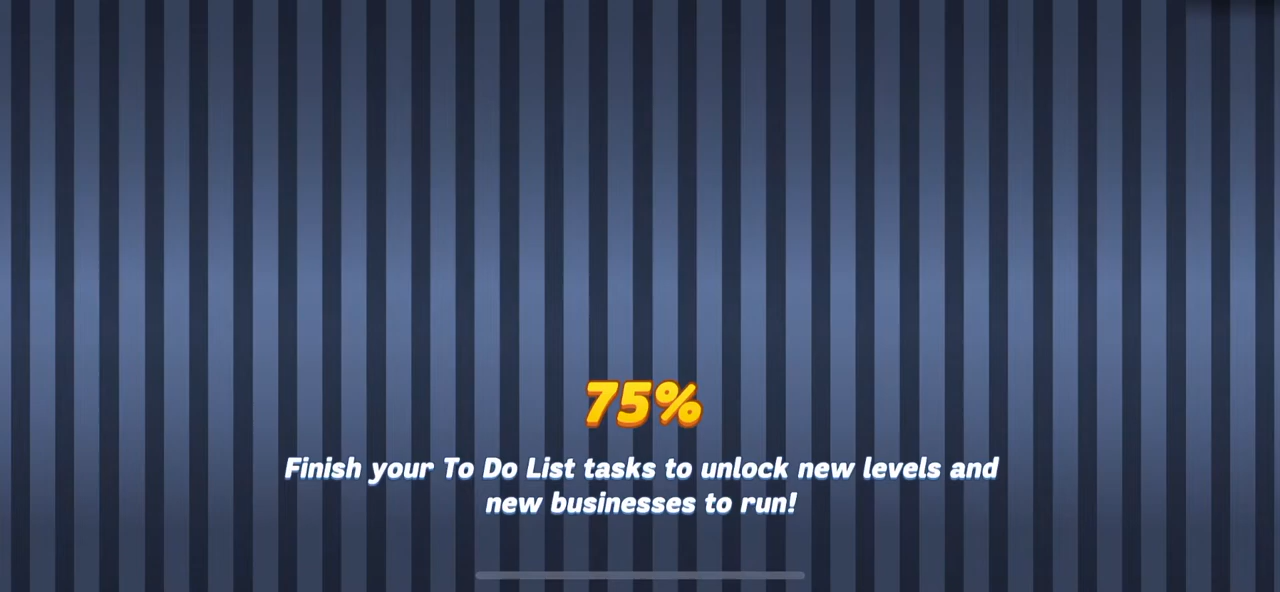 75%
Finish your To Do List tasks to unlock new levels and
new businesses to run!